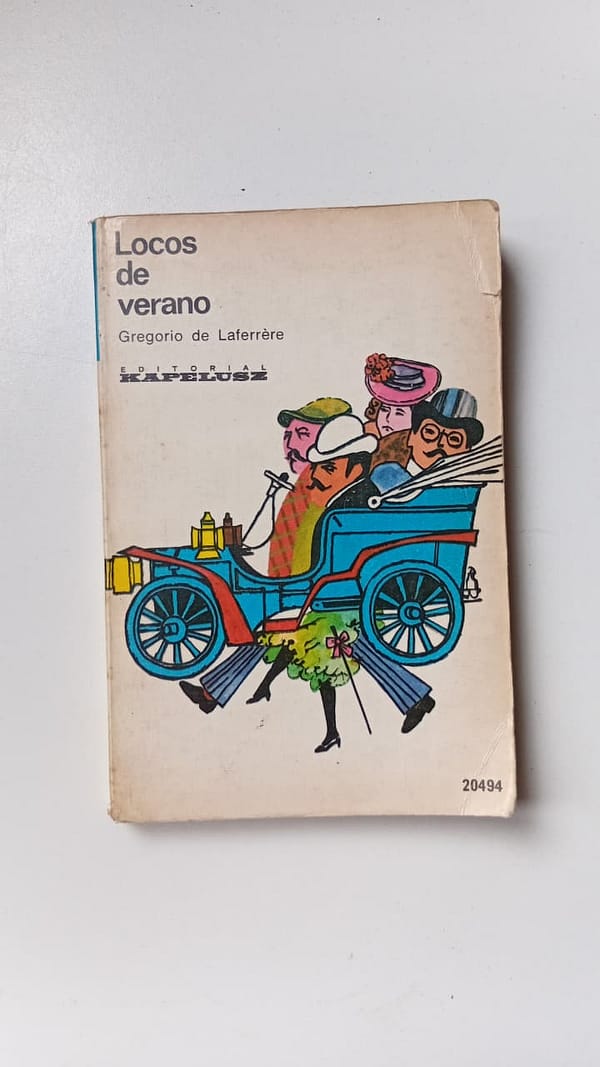 Locos
de
verano
Gregorio de Laferrère
EDITORIAL
KAPELUSZ
20494